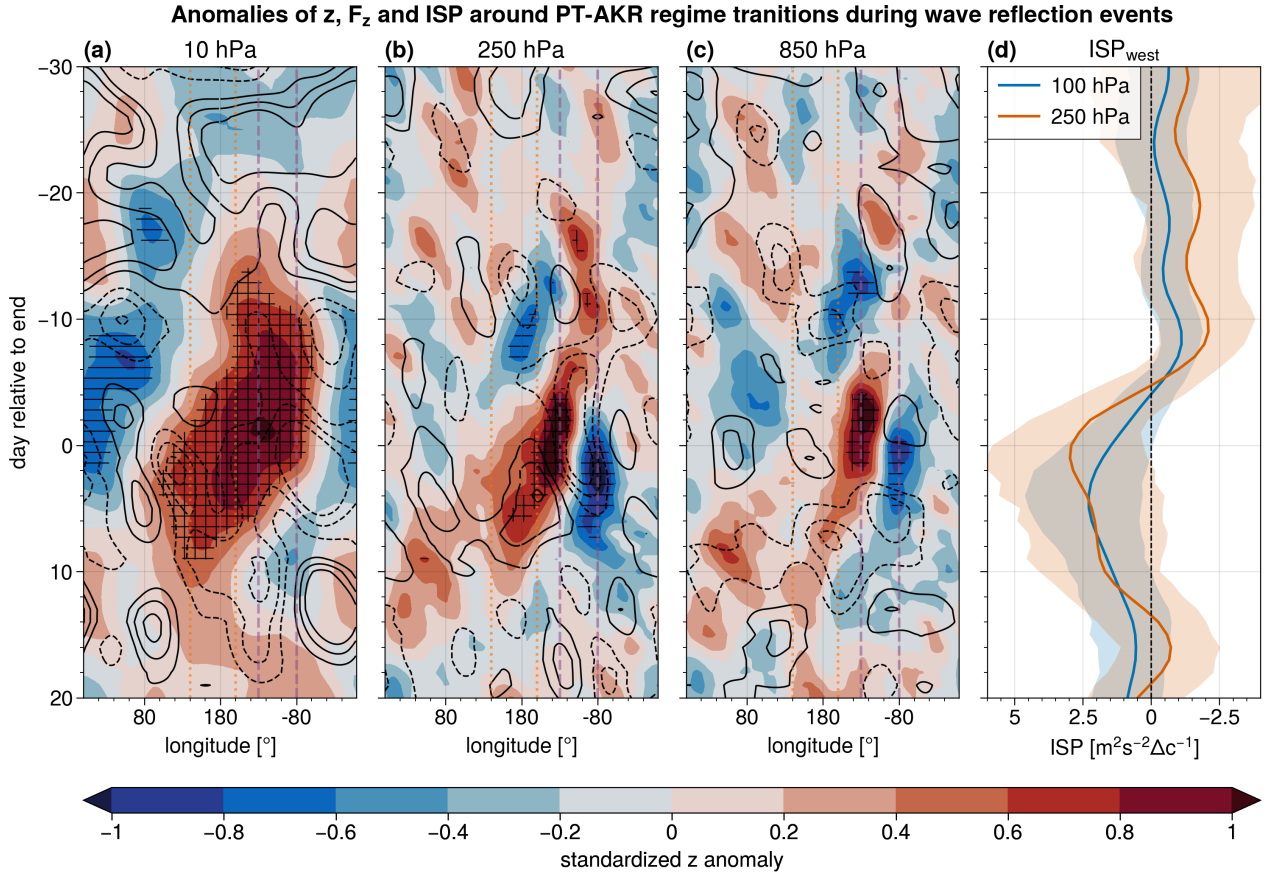 Anomalies of z, F_z and ISP around PT-AKR regime tranitions during wave reflection events
(a) 10 hPa (b) 250 hPa (c) 850 hPa (d) ISP_west
100 hPa
250 hPa
day relative to end
−30
−20
−10
0
10
20
80 180 -80 80 180 -80 80 180 -80 5 2.5 0 −2.5
longitude [°] longitude [°] longitude [°] ISP [m²s⁻²Δc⁻¹]
−1 −0.8 −0.6 −0.4 −0.2 0 0.2 0.4 0.6 0.8 1
standardized z anomaly